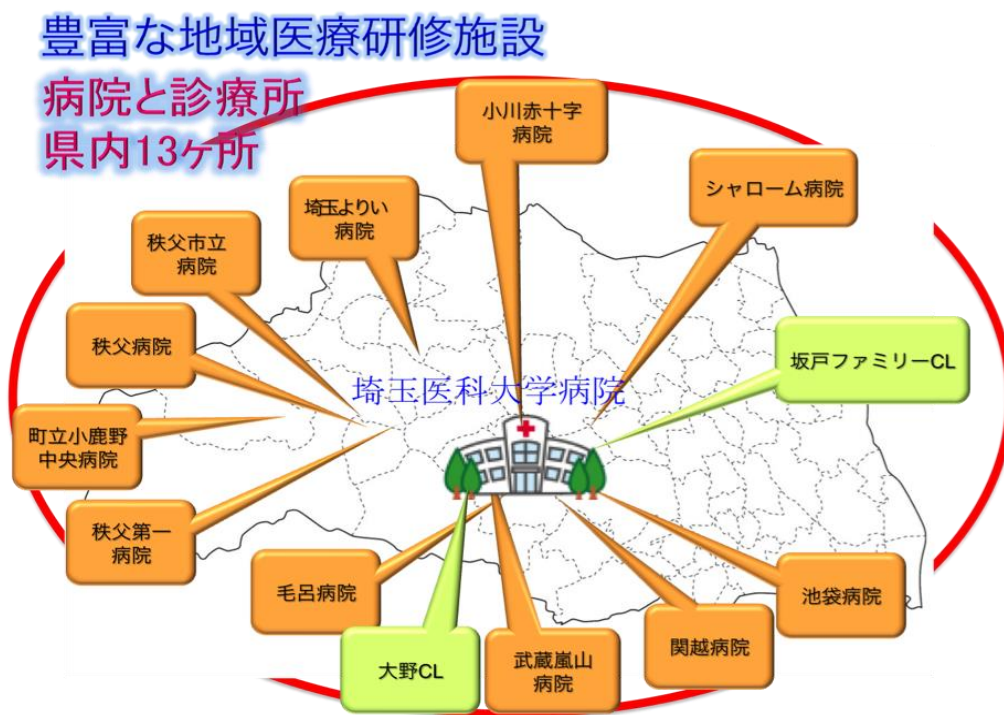 豊富な地域医療研修施設
病院と診療所
県内13ヶ所
小川赤十字
病院
シャローム病院
埼玉よりい
病院
秩父市立
病院
秩父病院
坂戸ファミリーCL
埼玉医科大学病院
町立小鹿野
中央病院
秩父第一
病院
毛呂病院
池袋病院
関越病院
大野CL
武蔵嵐山
病院